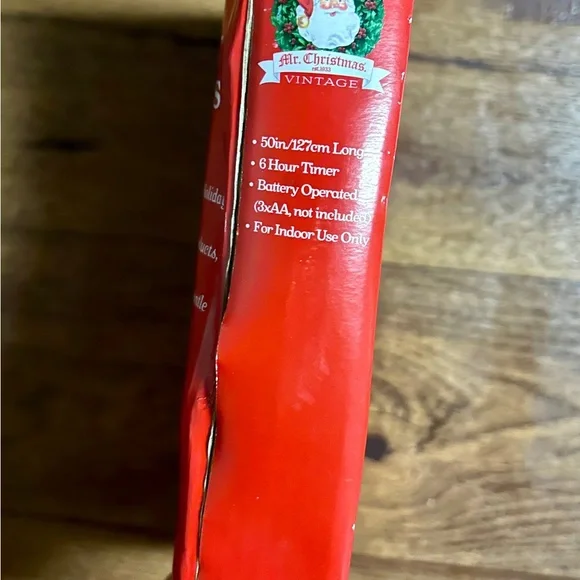 Mr. Christmas.
est.1933
VINTAGE
• 50in/127cm Long
• 6 Hour Timer
• Battery Operated
(3xAA, not included)
• For Indoor Use Only